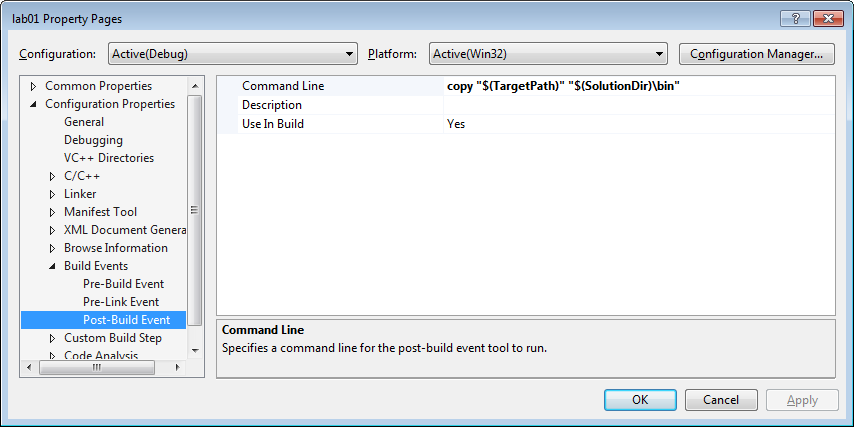 lab01 Property Pages
Configuration: Active(Debug) Platform: Active(Win32) Configuration Manager...
Common Properties
Configuration Properties
General
Debugging
VC++ Directories
C/C++
Linker
Manifest Tool
XML Document Genera
Browse Information
Build Events
Pre-Build Event
Pre-Link Event
Post-Build Event
Custom Build Step
Code Analysis
Command Line copy "$(TargetPath)" "$(SolutionDir)\bin"
Description
Use In Build Yes
Command Line
Specifies a command line for the post-build event tool to run.
OK Cancel Apply